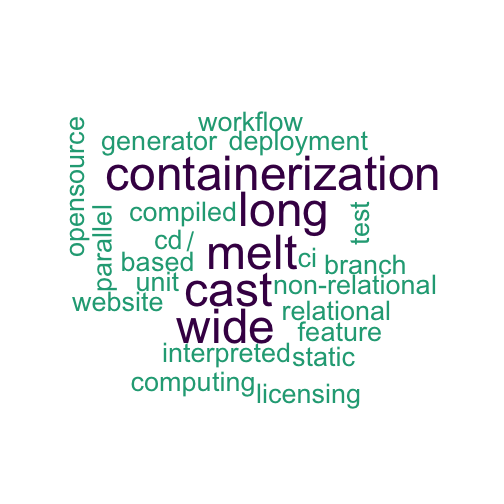 workflow
generator deployment
opensource
containerization
parallel
compiled long
test
cd /
melt ci
based branch
unit cast non-relational
website relational
wide feature
interpreted static
computing licensing